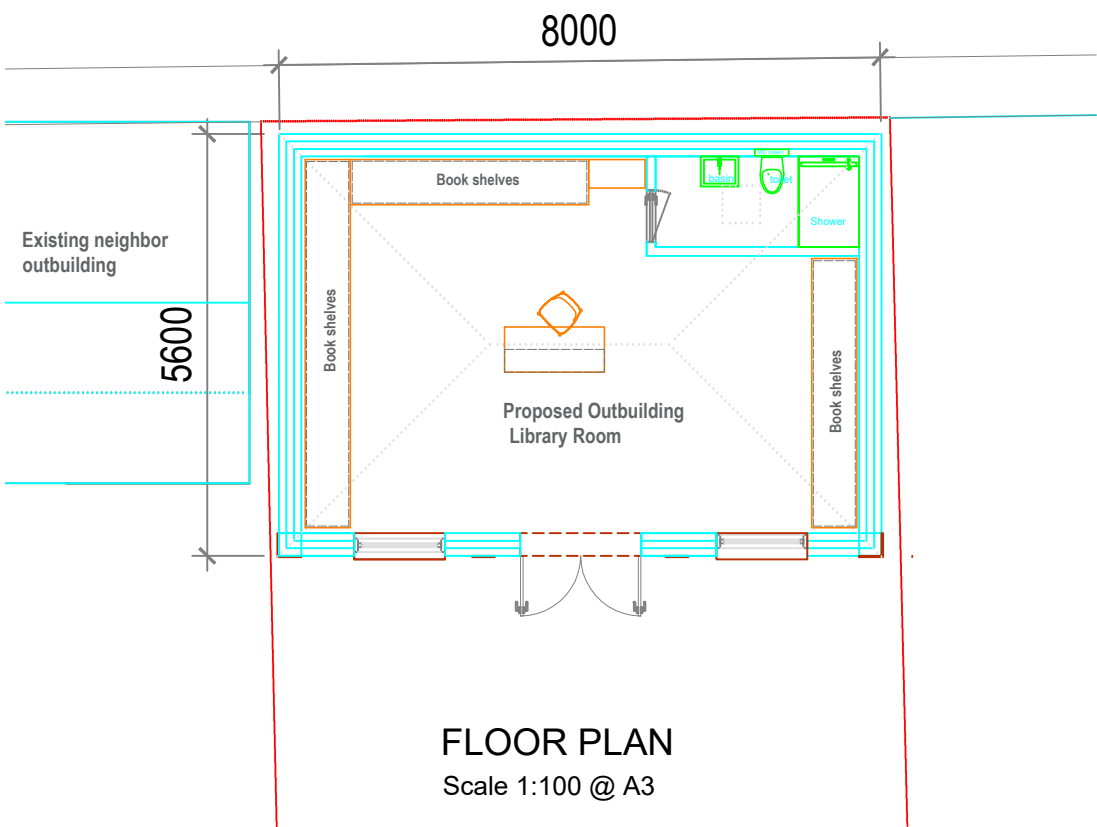 8000
Book shelves
basin
toilet
Shower
Existing neighbor
outbuilding
5600
Book shelves
Book shelves
Proposed Outbuilding
Library Room
FLOOR PLAN
Scale 1:100 @ A3